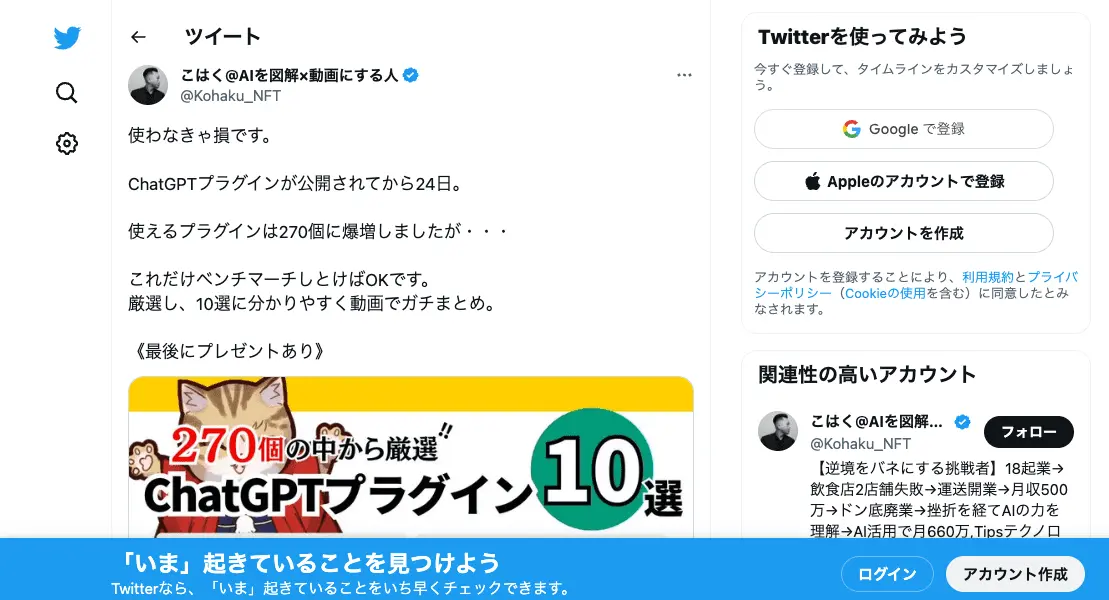 ツイート
こはく@AIを図解×動画にする人
@Kohaku_NFT
使わなきゃ損です。
ChatGPTプラグインが公開されてから24日。
使えるプラグインは270個に爆増しましたが・・・
これだけベンチマーチしとけばOKです。
厳選し、10選に分かりやすく動画でガチまとめ。
《最後にプレゼントあり》
270個の中から厳選!!
ChatGPTプラグイン10選
Twitterを使ってみよう
今すぐ登録して、タイムラインをカスタマイズしましょ
う。
Google で登録
Appleのアカウントで登録
アカウントを作成
アカウントを登録することにより、利用規約とプライバ
シーポリシー（Cookieの使用を含む）に同意したとみ
なされます。
関連性の高いアカウント
こはく@AIを図解...
@Kohaku_NFT
フォロー
【逆境をバネにする挑戦者】18起業→
飲食店2店舗失敗→運送開業→月収500
万→ドン底廃業→挫折を経てAIの力を
理解→AI活用で月660万,Tipsテクノロ
「いま」起きていることを見つけよう
Twitterなら、「いま」起きていることをいち早くチェックできます。
ログイン
アカウント作成